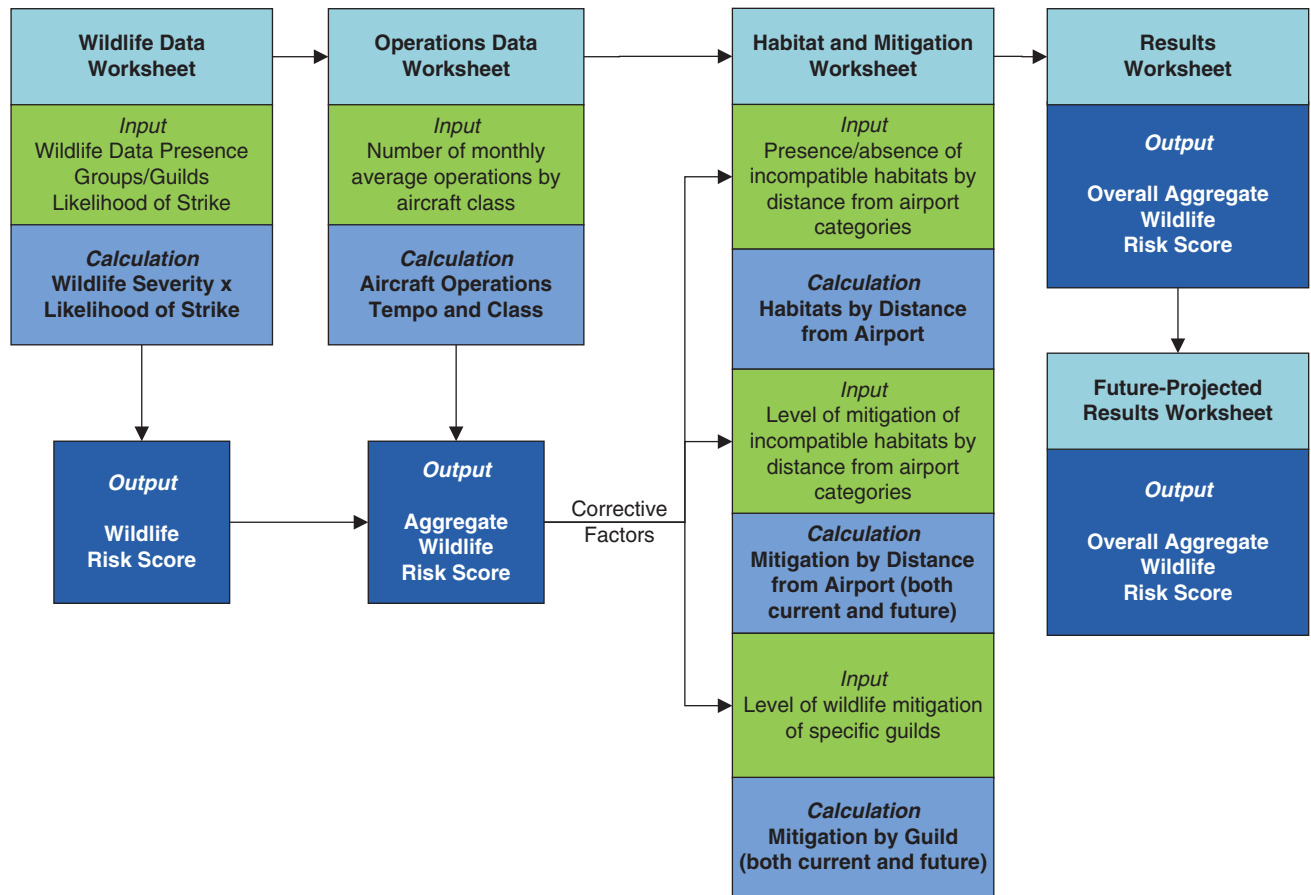 Wildlife Data
Worksheet
Input
Wildlife Data Presence
Groups/Guilds
Likelihood of Strike
Calculation
Wildlife Severity x
Likelihood of Strike
Output
Wildlife
Risk Score
Operations Data
Worksheet
Input
Number of monthly
average operations by
aircraft class
Calculation
Aircraft Operations
Tempo and Class
Output
Aggregate
Wildlife
Risk Score
Corrective
Factors
Habitat and Mitigation
Worksheet
Input
Presence/absence of
incompatible habitats by
distance from airport
categories
Calculation
Habitats by Distance
from Airport
Input
Level of mitigation of
incompatible habitats by
distance from airport
categories
Calculation
Mitigation by Distance
from Airport (both
current and future)
Input
Level of wildlife mitigation
of specific guilds
Calculation
Mitigation by Guild
(both current and future)
Results
Worksheet
Output
Overall Aggregate
Wildlife
Risk Score
Future-Projected
Results Worksheet
Output
Overall Aggregate
Wildlife
Risk Score